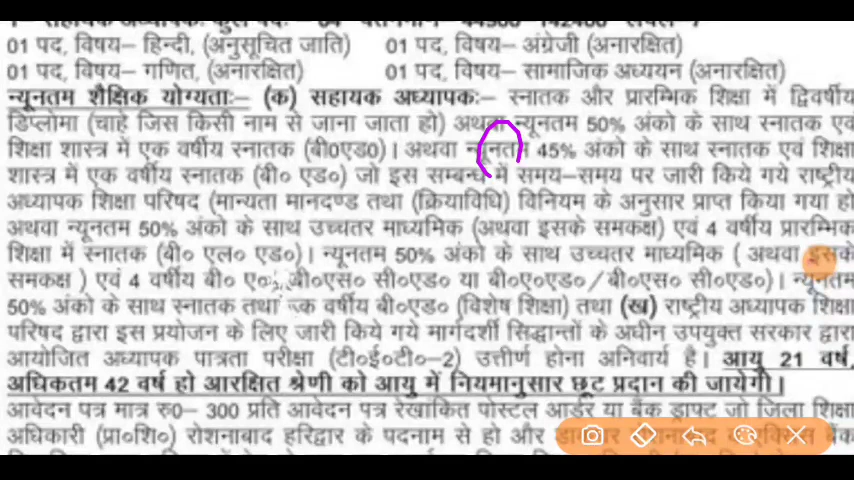 01 पद, विषय– हिन्दी, (अनुसूचित जाति) 01 पद, विषय– अंग्रेजी (अनारक्षित)
01 पद, विषय– गणित, (अनारक्षित) 01 पद, विषय– सामाजिक अध्ययन (अनारक्षित)
न्यूनतम शैक्षिक योग्यताः– (क) सहायक अध्यापकः– स्नातक और प्रारम्भिक शिक्षा में द्विवर्षीय
डिप्लोमा (चाहे जिस किसी नाम से जाना जाता हो) अथवा न्यूनतम 50% अंको के साथ स्नातक एवं
शिक्षा शास्त्र में एक वर्षीय स्नातक (बी0एड0)। अथवा 45% अंको के साथ स्नातक एवं शिक्षा
शास्त्र में एक वर्षीय स्नातक (बी० एड०) जो इस सम्बन्ध में समय–समय पर जारी किये गये राष्ट्रीय
अध्यापक शिक्षा परिषद (मान्यता मानदण्ड तथा (क्रियाविधि) विनियम के अनुसार प्राप्त किया गया हो
अथवा न्यूनतम 50% अंको के साथ उच्चतर माध्यमिक (अथवा इसके समकक्ष) एवं 4 वर्षीय प्रारम्भिक
शिक्षा में स्नातक (बी० एल० एड०)। न्यूनतम 50% अंको के साथ उच्चतर माध्यमिक ( अथवा इसके
समकक्ष ) एवं 4 वर्षीय बी० बी०एस० सी०एड० या बी०ए०एड०/बी०एस० सी०एड०)। न्यूनतम
50% अंको के साथ स्नातक तथा वर्षीय बी०एड० (विशेष शिक्षा) तथा (ख) राष्ट्रीय अध्यापक शिक्षा
परिषद द्वारा इस प्रयोजन के लिए जारी किये गये मार्गदर्शी सिद्धान्तों के अधीन उपयुक्त सरकार द्वारा
आयोजित अध्यापक पात्रता परीक्षा (टी०ई०टी०–2) उत्तीर्ण होना अनिवार्य है। आयु 21 वर्ष,
अधिकतम 42 वर्ष हो आरक्षित श्रेणी को आयु में नियमानुसार छूट प्रदान की जायेगी।
आवेदन पत्र मात्र रु0– 300 प्रति आवेदन पत्र रेखांकित पोस्टल आर्डर या बैंक ड्राफ्ट जो जिला शिक्षा
अधिकारी (प्रा०शि०) रोशनाबाद हरिद्वार के पदनाम से हो और बैंक